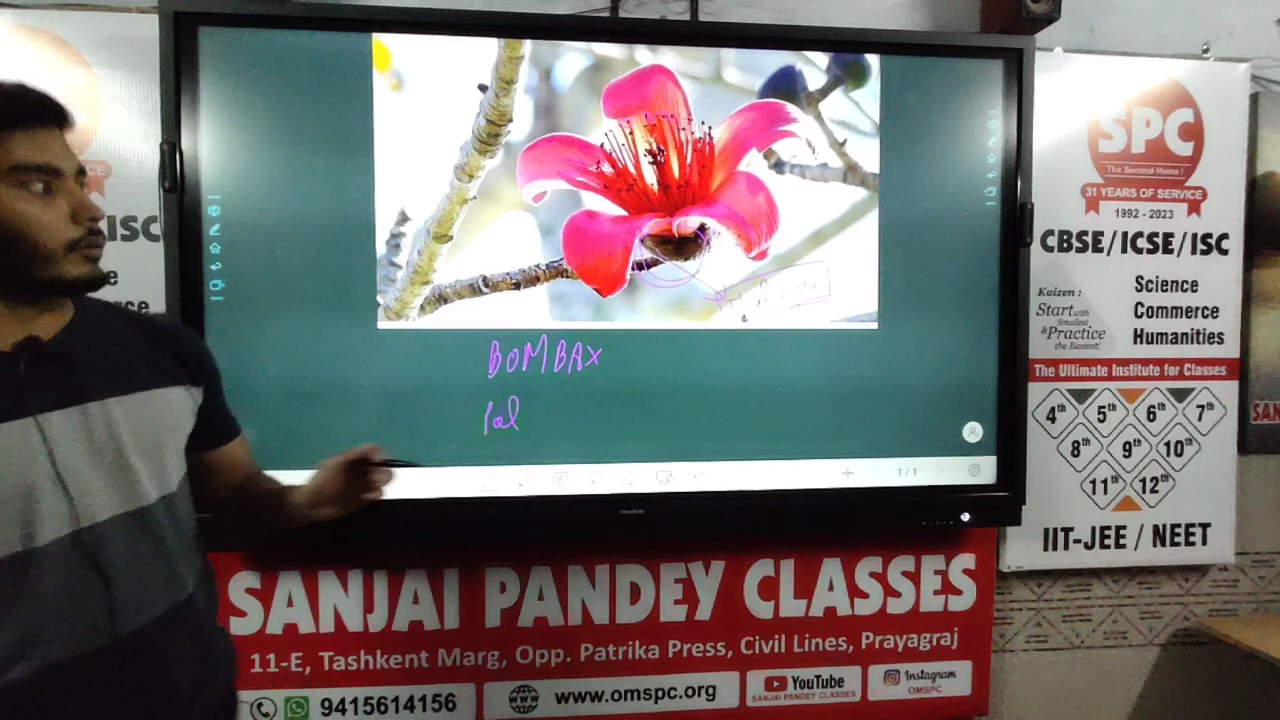 BOMBAX
SPC
The Second Home !
31 YEARS OF SERVICE
1992 - 2023
CBSE/ICSE/ISC
Kaizen :
Start with
Smallest
& Practice
the Easiest!
Science
Commerce
Humanities
The Ultimate Institute for Classes
4th 5th 6th 7th
8th 9th 10th
11th 12th
IIT-JEE / NEET
ISC
1/1
newline
SANJAI PANDEY CLASSES
11-E, Tashkent Marg, Opp. Patrika Press, Civil Lines, Prayagraj
9415614156
www.omspc.org
YouTube
SANJAI PANDEY CLASSES
Instagram
OMSPC
SAN